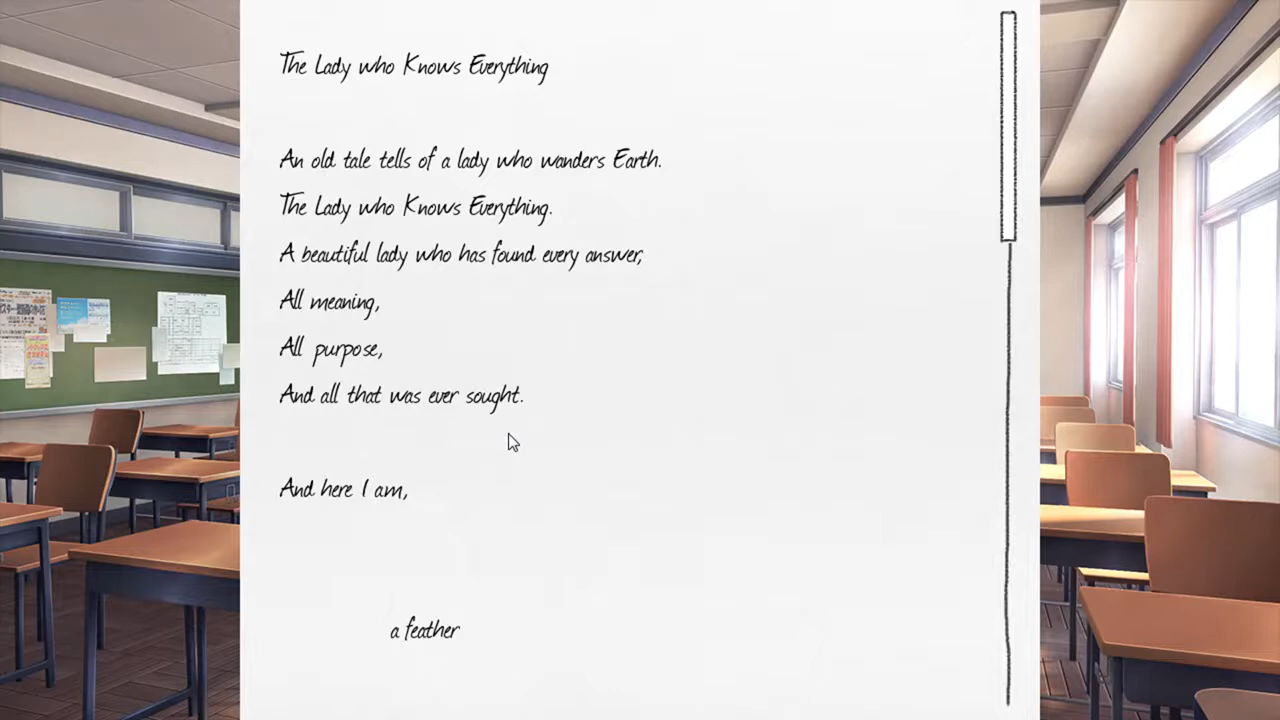 The Lady who Knows Everything
An old tale tells of a lady who wanders Earth.
The Lady who Knows Everything.
A beautiful lady who has found every answer,
All meaning,
All purpose,
And all that was ever sought.
And here I am,
a feather